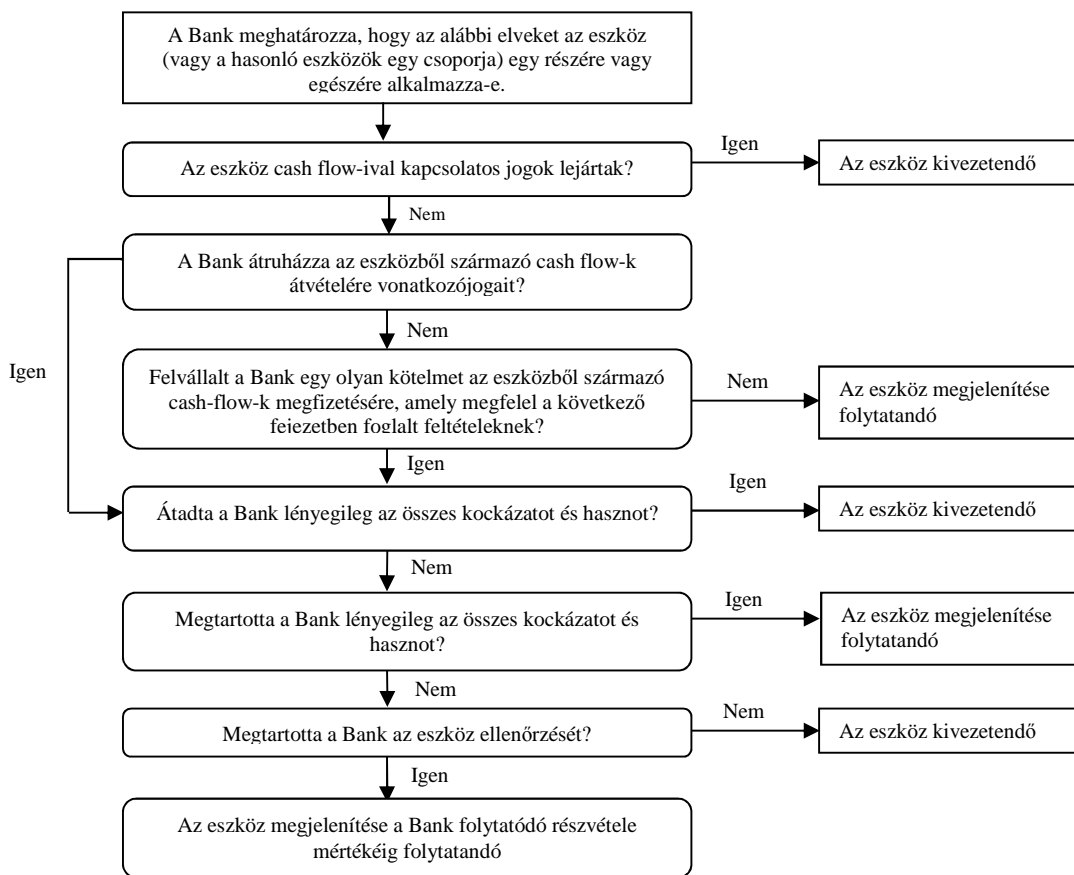 A Bank meghatározza, hogy az alábbi elveket az eszköz
(vagy a hasonló eszközök egy csoporja) egy részére vagy
egészére alkalmazza-e.
Igen
Az eszköz cash flow-ival kapcsolatos jogok lejártak?
Az eszköz kivezetendő
Nem
A Bank átruházza az eszközből származó cash flow-k
átvételére vonatkozójogait?
Nem
Igen
Felvállalt a Bank egy olyan kötelmet az eszközből származó
cash-flow-k megfizetésére, amely megfelel a következő
fejezetben foglalt feltételeknek?
Nem
Az eszköz megjelenítése
folytatandó
Igen
Átadta a Bank lényegileg az összes kockázatot és hasznot?
Igen
Az eszköz kivezetendő
Nem
Megtartotta a Bank lényegileg az összes kockázatot és
hasznot?
Igen
Az eszköz megjelenítése
folytatandó
Nem
Megtartotta a Bank az eszköz ellenőrzését?
Nem
Az eszköz kivezetendő
Igen
Az eszköz megjelenítése a Bank folytatódó részvétele
mértékéig folytatandó